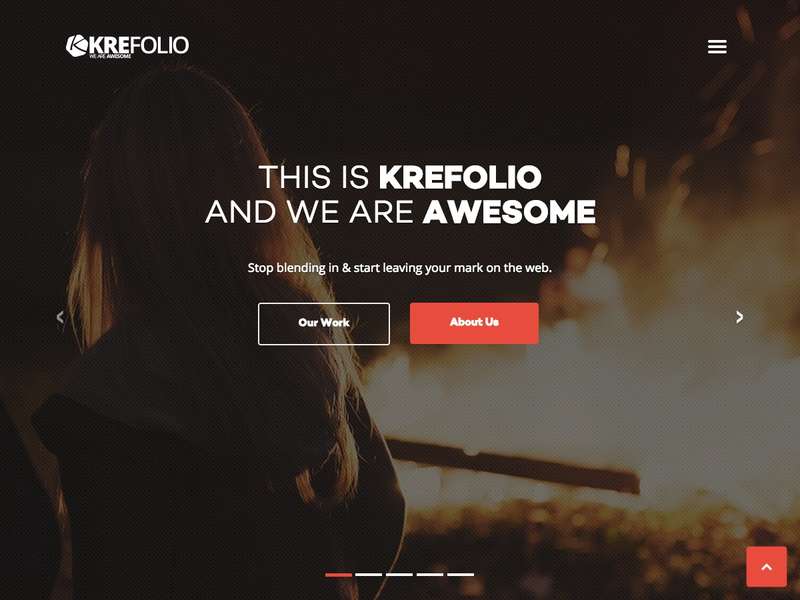 KREFOLIO
WE ARE AWESOME
THIS IS KREFOLIO
AND WE ARE AWESOME
Stop blending in & start leaving your mark on the web.
Our Work
About Us